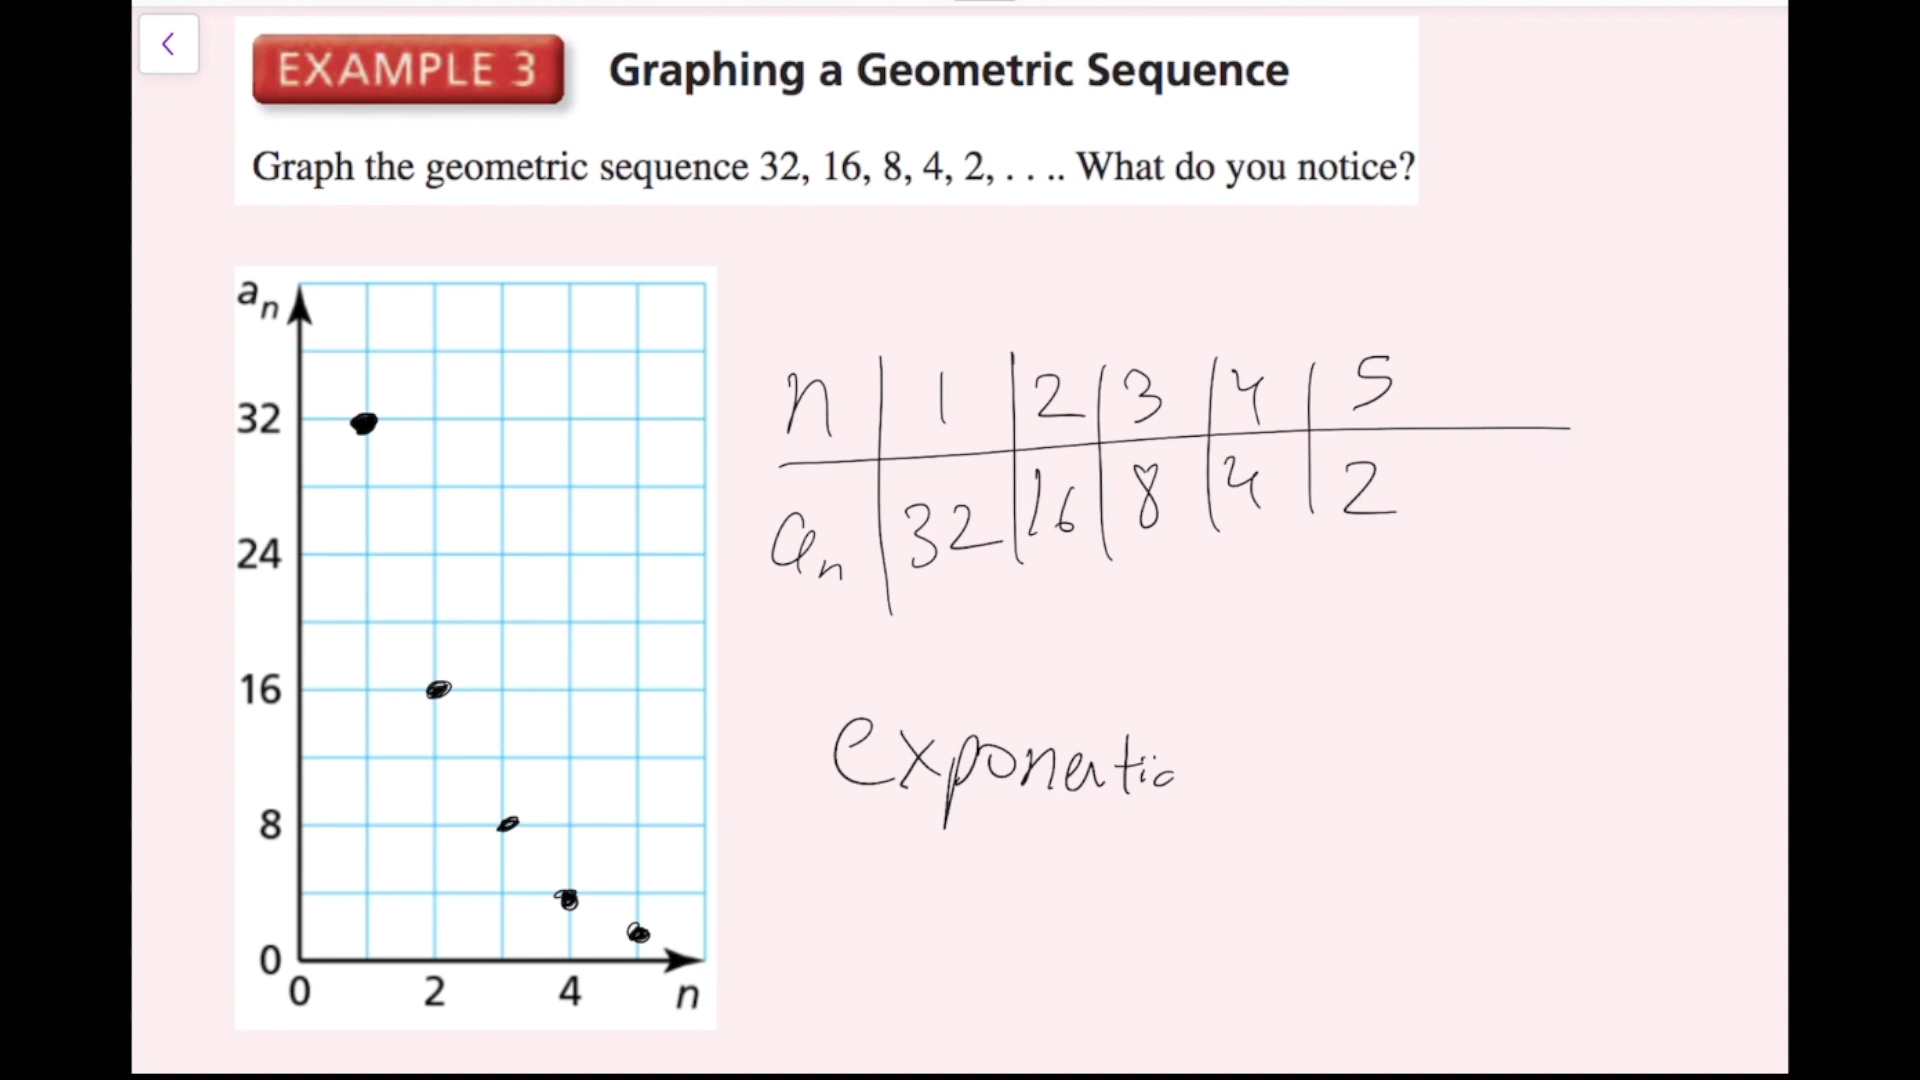 EXAMPLE 3 Graphing a Geometric Sequence
Graph the geometric sequence 32, 16, 8, 4, 2, . . . . What do you notice?
an
32
24
16
8
0
0 2 4 n
n 1 2 3 4 5
an 32 16 8 4 2
exponentia